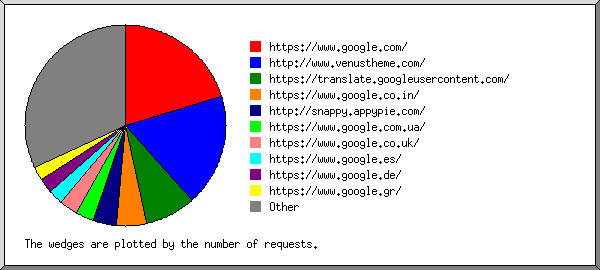 https://www.google.com/
http://www.venustheme.com/
https://translate.googleusercontent.com/
https://www.google.co.in/
http://snappy.appypie.com/
https://www.google.com.ua/
https://www.google.co.uk/
https://www.google.es/
https://www.google.de/
https://www.google.gr/
Other
The wedges are plotted by the number of requests.